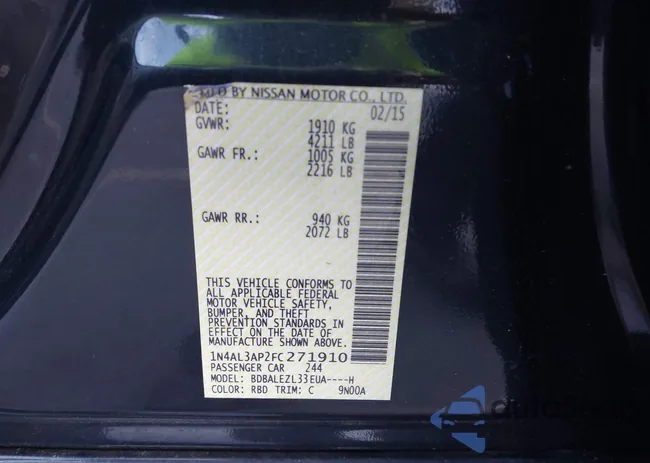 MFD BY NISSAN MOTOR CO., LTD.
DATE: 02/15
GVWR: 1910 KG
4211 LB
GAWR FR.: 1005 KG
2216 LB
GAWR RR.: 940 KG
2072 LB
THIS VEHICLE CONFORMS TO
ALL APPLICABLE FEDERAL
MOTOR VEHICLE SAFETY,
BUMPER, AND THEFT
PREVENTION STANDARDS IN
EFFECT ON THE DATE OF
MANUFACTURE SHOWN ABOVE.
1N4AL3AP2FC271910
PASSENGER CAR 244
MODEL: BDBALEZL33EUA----H
COLOR: RBD TRIM: C 9N00A